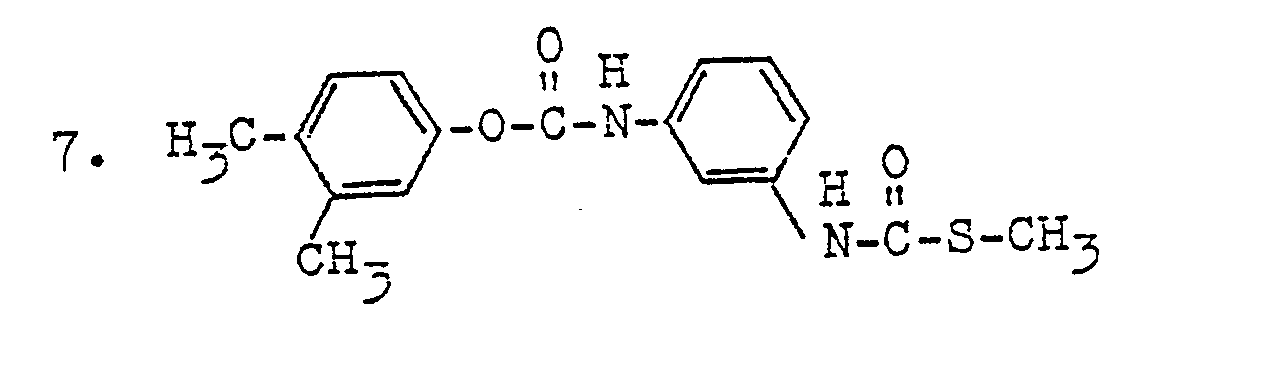 O
H
7. H3C -O-C-N-
O
H
CH3 N-C-S-CH3